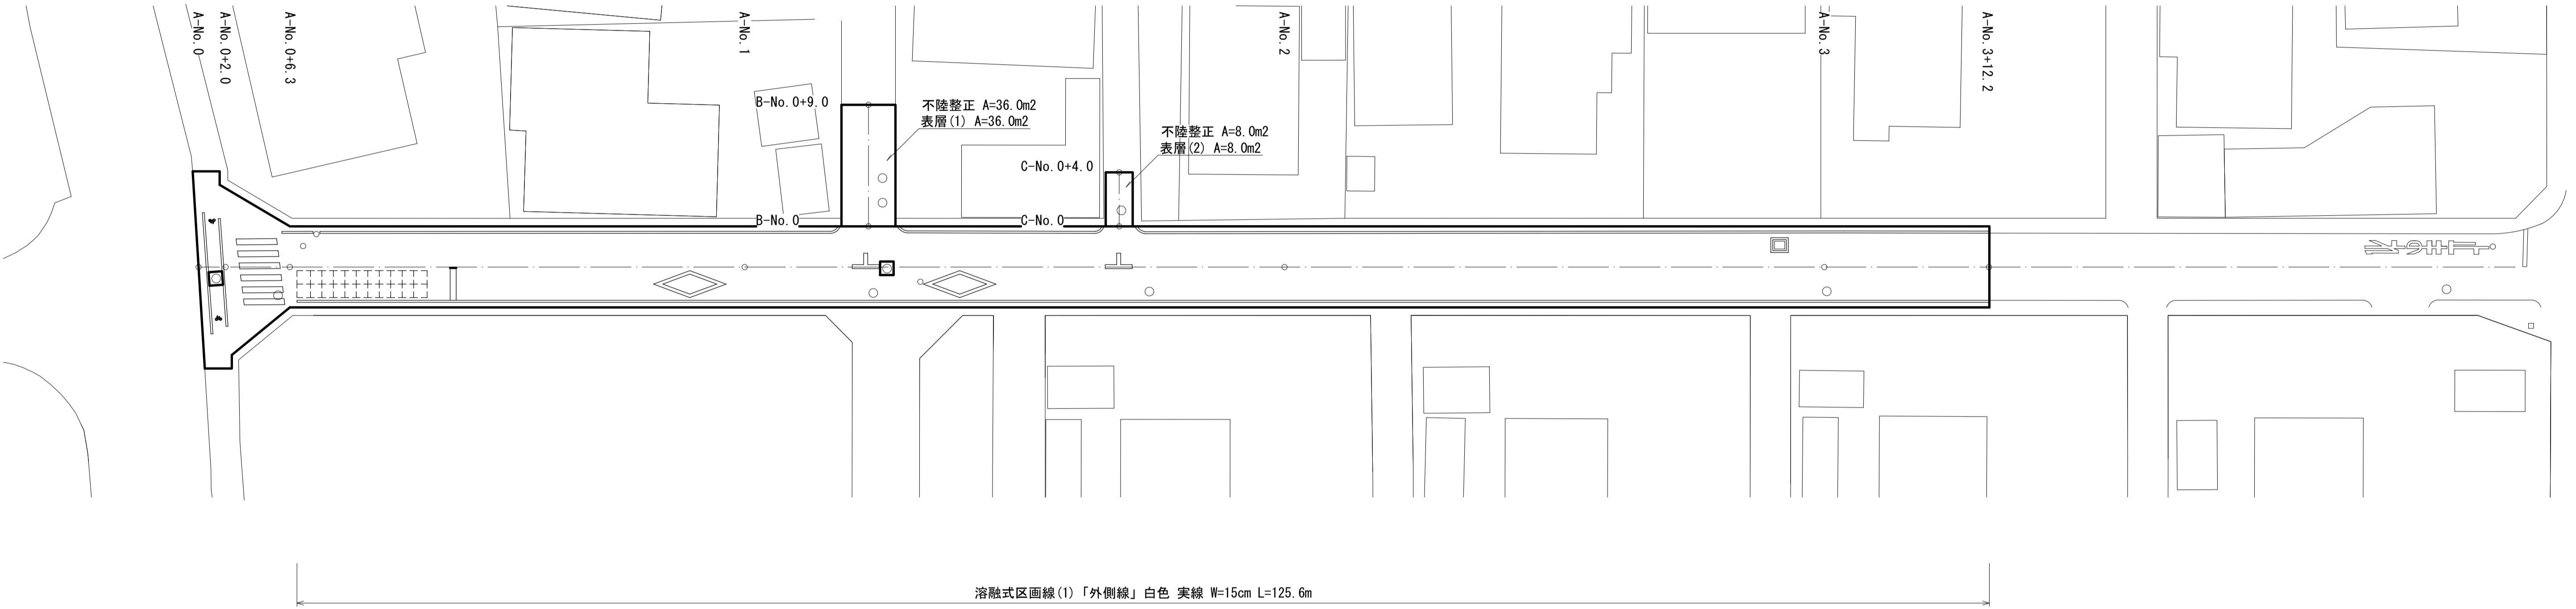 A-No.0
A-No.0+2.0
A-No.0+6.3
A-No.1
A-No.2
A-No.3
A-No.3+12.2
B-No.0+9.0
不陸整正 A=36.0m2
表層(1) A=36.0m2
不陸整正 A=8.0m2
表層(2) A=8.0m2
C-No.0+4.0
B-No.0
C-No.0
止まれ
溶融式区画線(1)「外側線」白色 実線 W=15cm L=125.6m